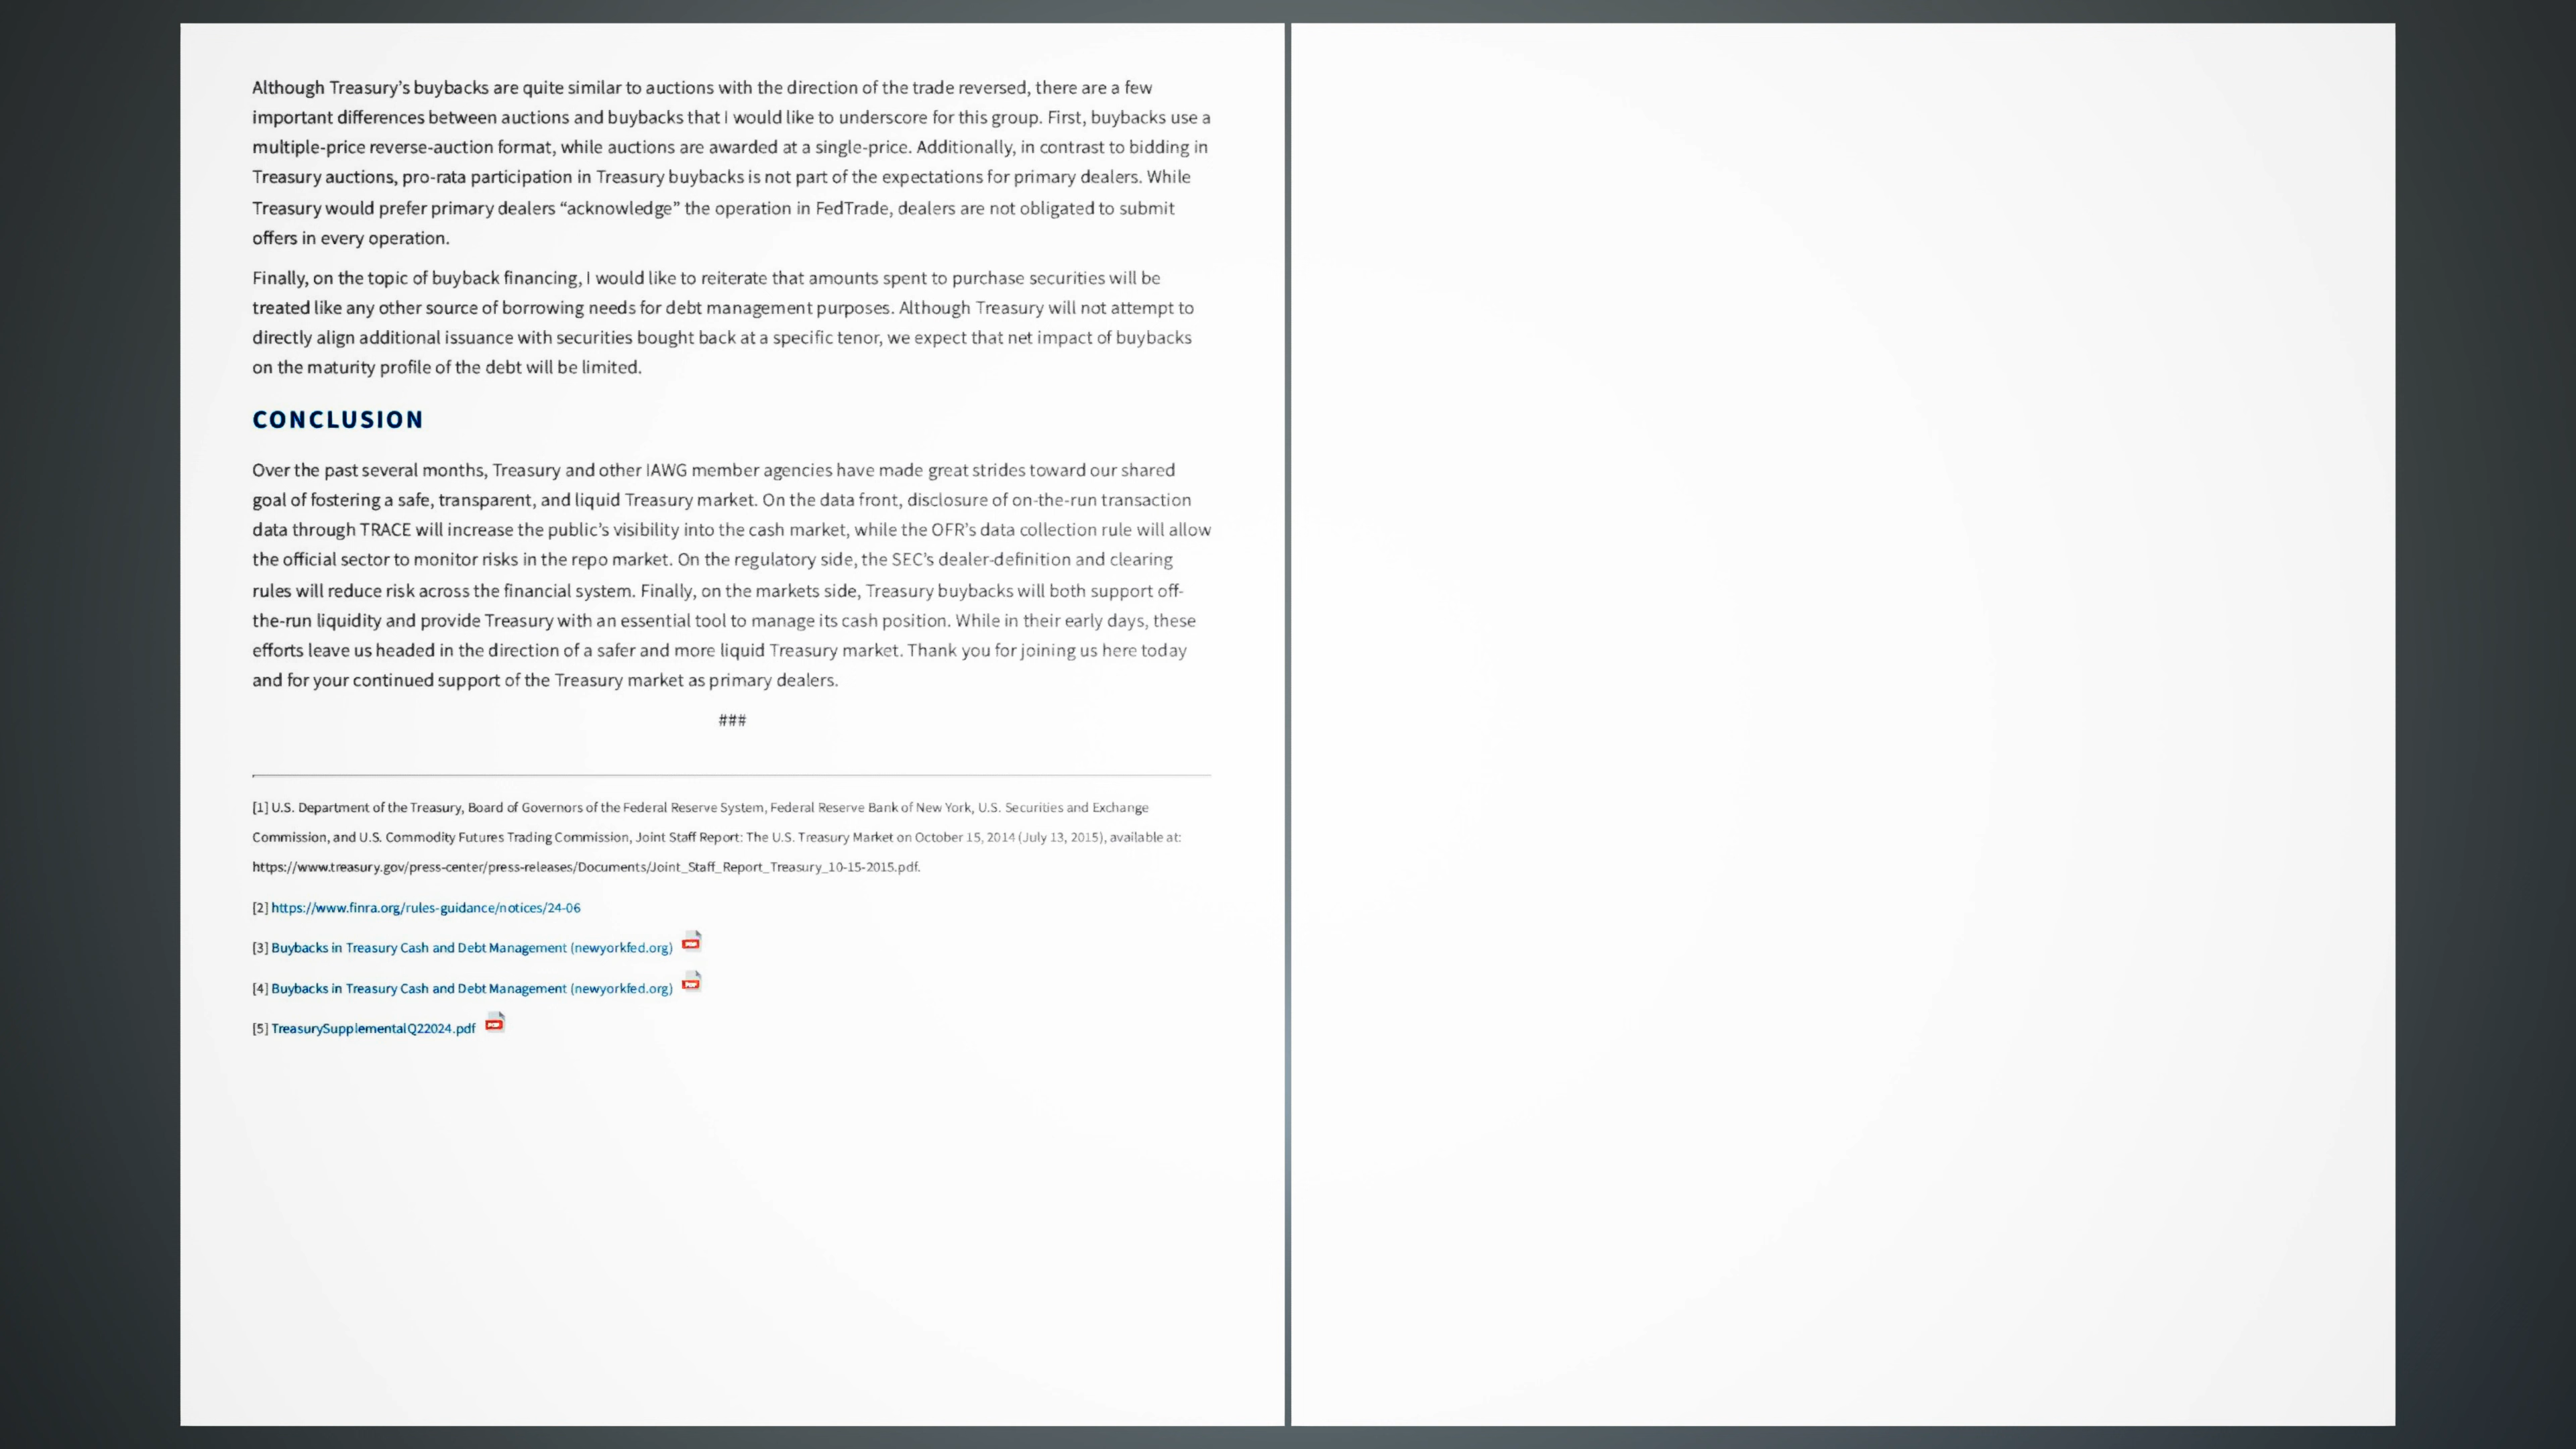 Although Treasury’s buybacks are quite similar to auctions with the direction of the trade reversed, there are a few
important differences between auctions and buybacks that I would like to underscore for this group. First, buybacks use a
multiple-price reverse-auction format, while auctions are awarded at a single-price. Additionally, in contrast to bidding in
Treasury auctions, pro-rata participation in Treasury buybacks is not part of the expectations for primary dealers. While
Treasury would prefer primary dealers “acknowledge” the operation in FedTrade, dealers are not obligated to submit
offers in every operation.
Finally, on the topic of buyback financing, I would like to reiterate that amounts spent to purchase securities will be
treated like any other source of borrowing needs for debt management purposes. Although Treasury will not attempt to
directly align additional issuance with securities bought back at a specific tenor, we expect that net impact of buybacks
on the maturity profile of the debt will be limited.
CONCLUSION
Over the past several months, Treasury and other IAWG member agencies have made great strides toward our shared
goal of fostering a safe, transparent, and liquid Treasury market. On the data front, disclosure of on-the-run transaction
data through TRACE will increase the public’s visibility into the cash market, while the OFR’s data collection rule will allow
the official sector to monitor risks in the repo market. On the regulatory side, the SEC’s dealer-definition and clearing
rules will reduce risk across the financial system. Finally, on the markets side, Treasury buybacks will both support off-
the-run liquidity and provide Treasury with an essential tool to manage its cash position. While in their early days, these
efforts leave us headed in the direction of a safer and more liquid Treasury market. Thank you for joining us here today
and for your continued support of the Treasury market as primary dealers.
###
[1] U.S. Department of the Treasury, Board of Governors of the Federal Reserve System, Federal Reserve Bank of New York, U.S. Securities and Exchange
Commission, and U.S. Commodity Futures Trading Commission, Joint Staff Report: The U.S. Treasury Market on October 15, 2014 (July 13, 2015), available at:
https://www.treasury.gov/press-center/press-releases/Documents/Joint_Staff_Report_Treasury_10-15-2015.pdf.
[2] https://www.finra.org/rules-guidance/notices/24-06
[3] Buybacks in Treasury Cash and Debt Management (newyorkfed.org) PDF
[4] Buybacks in Treasury Cash and Debt Management (newyorkfed.org) PDF
[5] TreasurySupplementalQ22024.pdf PDF